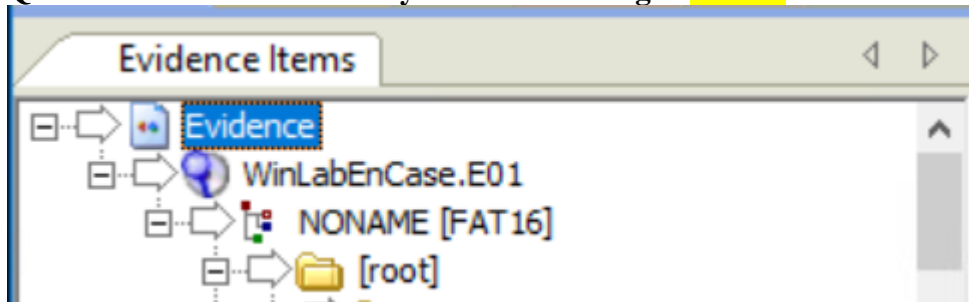 Evidence Items
Evidence
WinLabEnCase.E01
NONAME [FAT16]
[root]